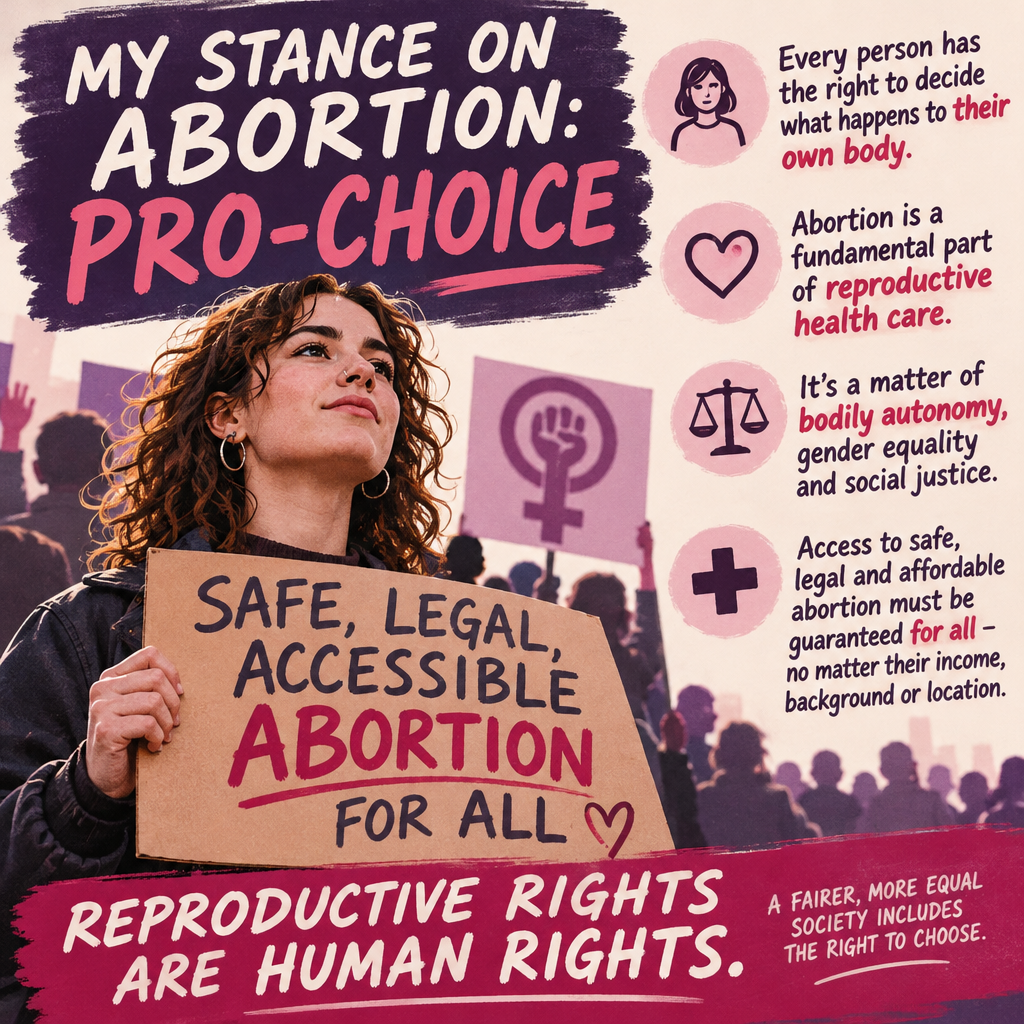 MY STANCE ON
ABORTION:
PRO-CHOICE
Every person has
the right to decide
what happens to their
own body.
Abortion is a
fundamental part
of reproductive
health care.
It's a matter of
bodily autonomy,
gender equality
and social justice.
Access to safe,
legal and affordable
abortion must be
guaranteed for all –
no matter their income,
background or location.
SAFE, LEGAL,
ACCESSIBLE
ABORTION
FOR ALL
REPRODUCTIVE RIGHTS
ARE HUMAN RIGHTS.
A FAIRER, MORE EQUAL
SOCIETY INCLUDES
THE RIGHT TO CHOOSE.